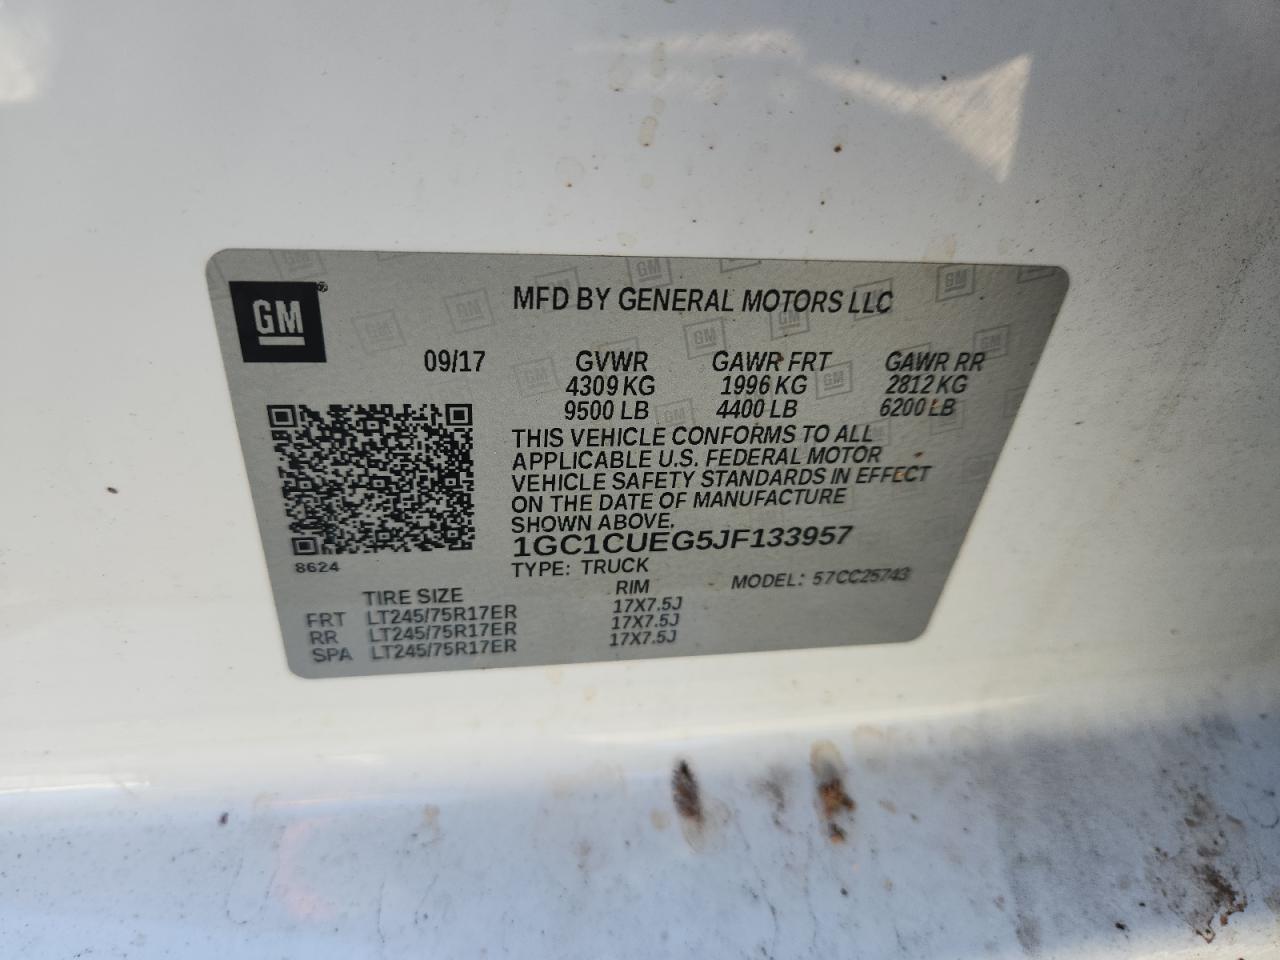 GM
MFD BY GENERAL MOTORS LLC
09/17 GVWR GAWR FRT GAWR RR
4309 KG 1996 KG 2812 KG
9500 LB 4400 LB 6200 LB
THIS VEHICLE CONFORMS TO ALL
APPLICABLE U.S. FEDERAL MOTOR
VEHICLE SAFETY STANDARDS IN EFFECT
ON THE DATE OF MANUFACTURE
SHOWN ABOVE.
1GC1CUEG5JF133957
8624
TYPE: TRUCK MODEL: 57CC25743
TIRE SIZE RIM
FRT LT245/75R17ER 17X7.5J
RR LT245/75R17ER 17X7.5J
SPA LT245/75R17ER 17X7.5J